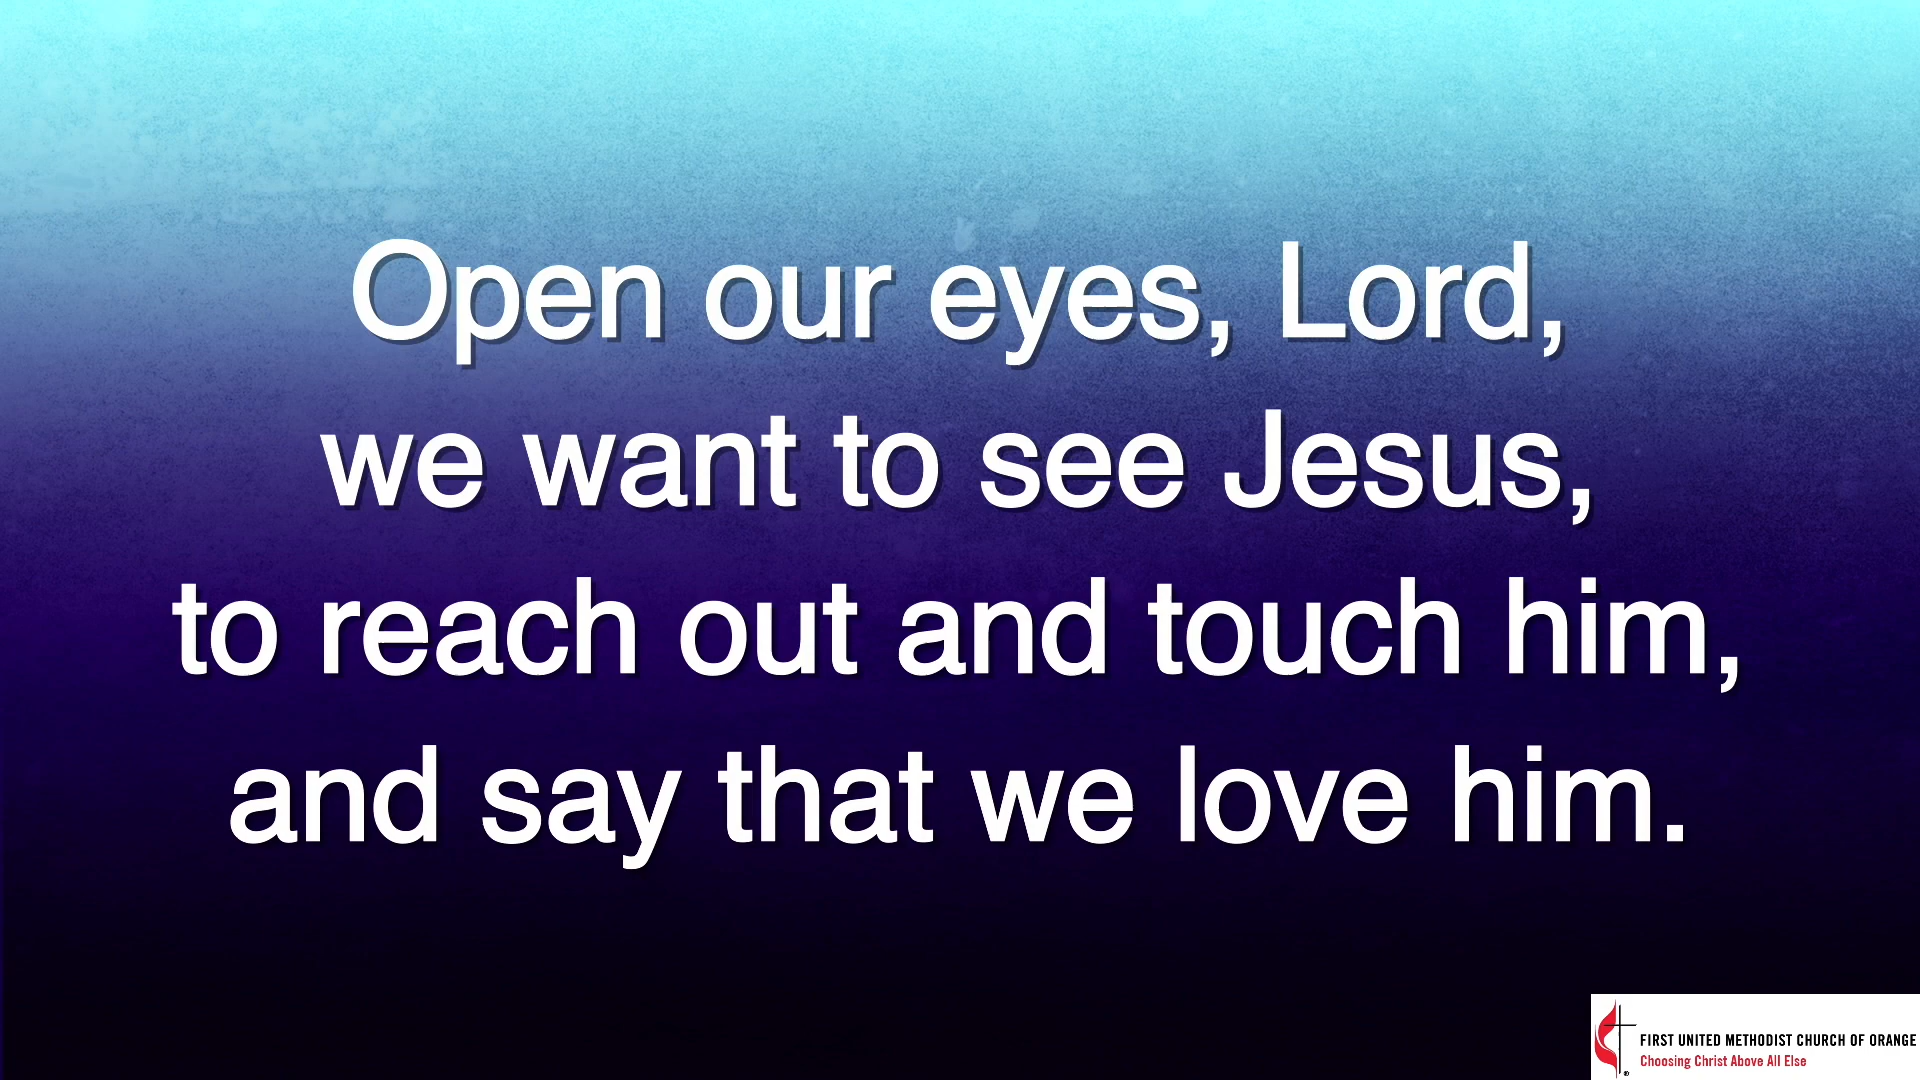 Open our eyes, Lord,
we want to see Jesus,
to reach out and touch him,
and say that we love him.
FIRST UNITED METHODIST CHURCH OF ORANGE
Choosing Christ Above All Else
®